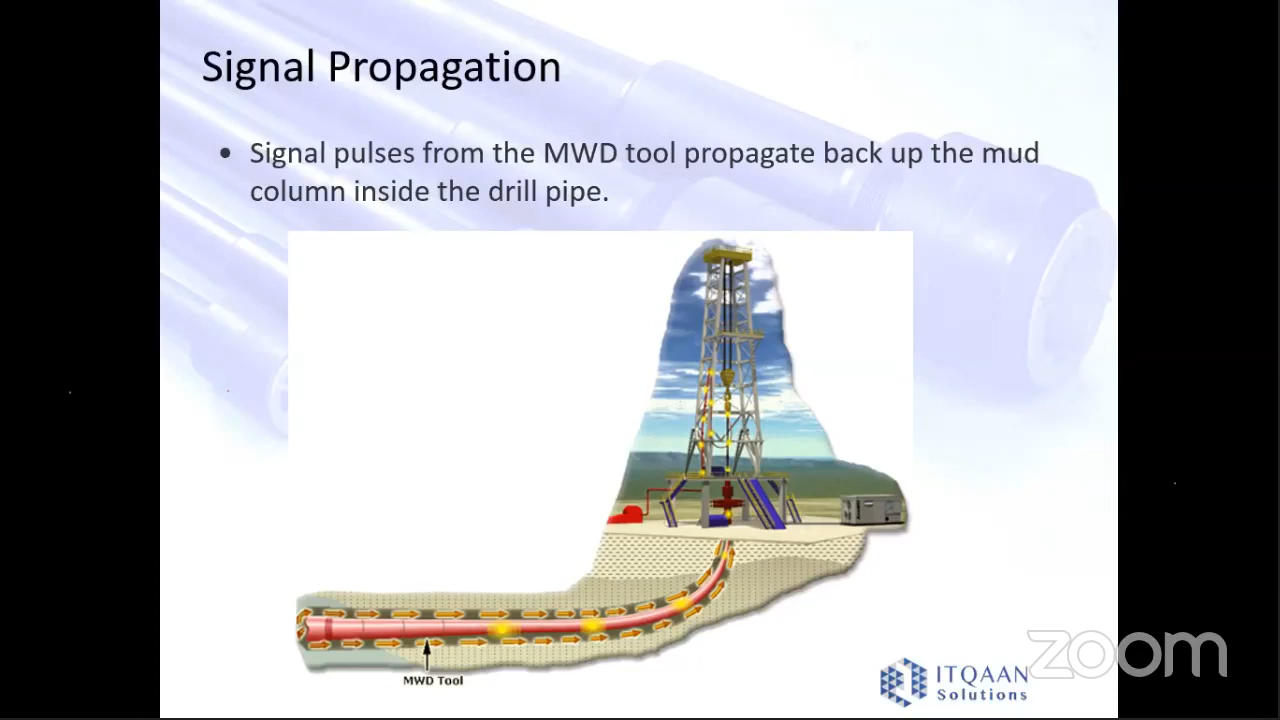 Signal Propagation
• Signal pulses from the MWD tool propagate back up the mud
column inside the drill pipe.
MWD Tool
ITQAAN
Solutions
zoom